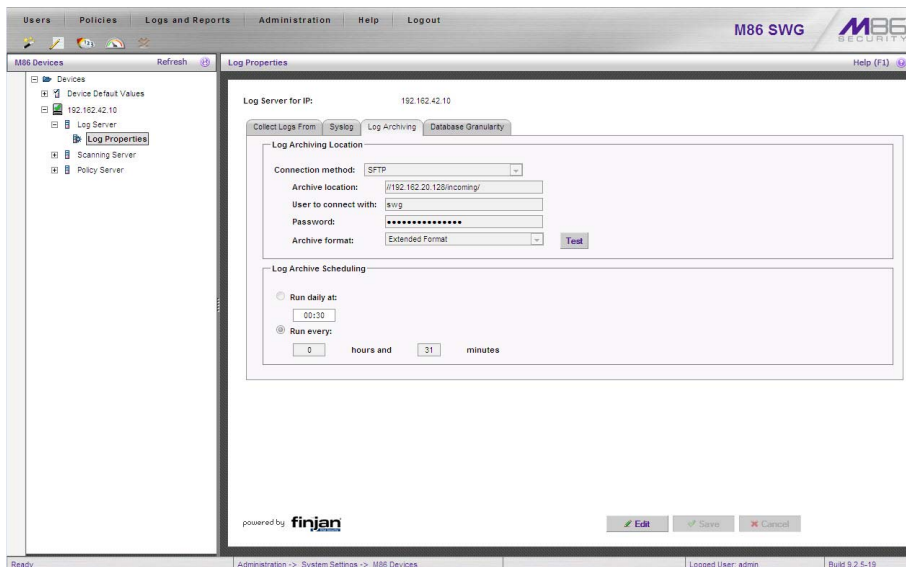 Users Policies Logs and Reports Administration Help Logout
M86 SWG
M86
SECURITY
M86 Devices Refresh
Log Properties Help (F1)
Devices
Device Default Values
192.162.42.10
Log Server
Log Properties
Scanning Server
Policy Server
Log Server for IP: 192.162.42.10
Collect Logs From Syslog Log Archiving Database Granularity
Log Archiving Location
Connection method: SFTP
Archive location: //192.162.20.128/incoming/
User to connect with: swg
Password: •••••••••••••••
Archive format: Extended Format Test
Log Archive Scheduling
Run daily at:
00:30
Run every:
0 hours and 31 minutes
powered by finjan
Edit Save Cancel
Ready Administration -> System Settings -> M86 Devices Logged User: admin Build 9.2.5-19